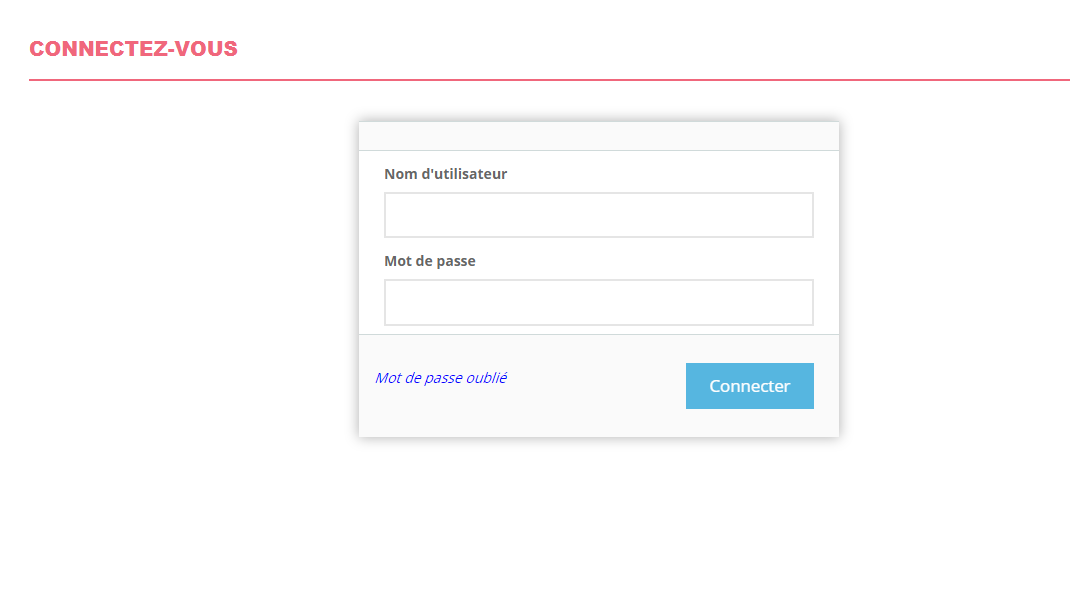 CONNECTEZ-VOUS
Nom d'utilisateur
Mot de passe
Mot de passe oublié
Connecter